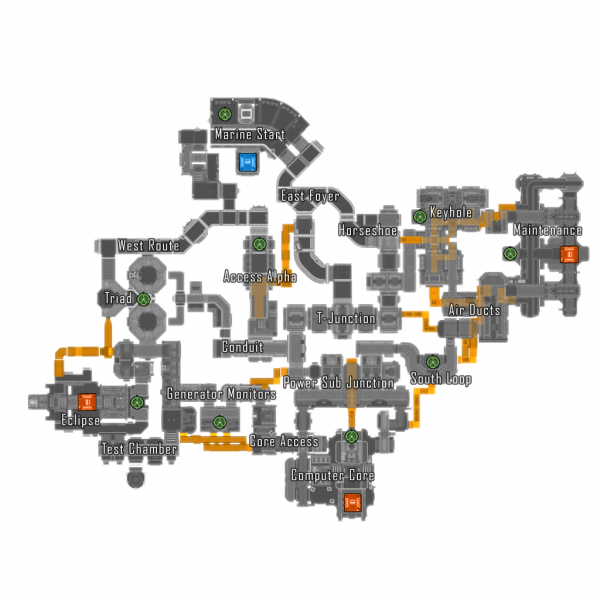 Marine Start
East Foyer
Keyhole
Horseshoe
Maintenance
West Route
Access Alpha
Triad
Air Ducts
T-Junction
Conduit
Power Sub Junction
South Loop
Generator Monitors
Eclipse
Test Chamber
Core Access
Computer Core